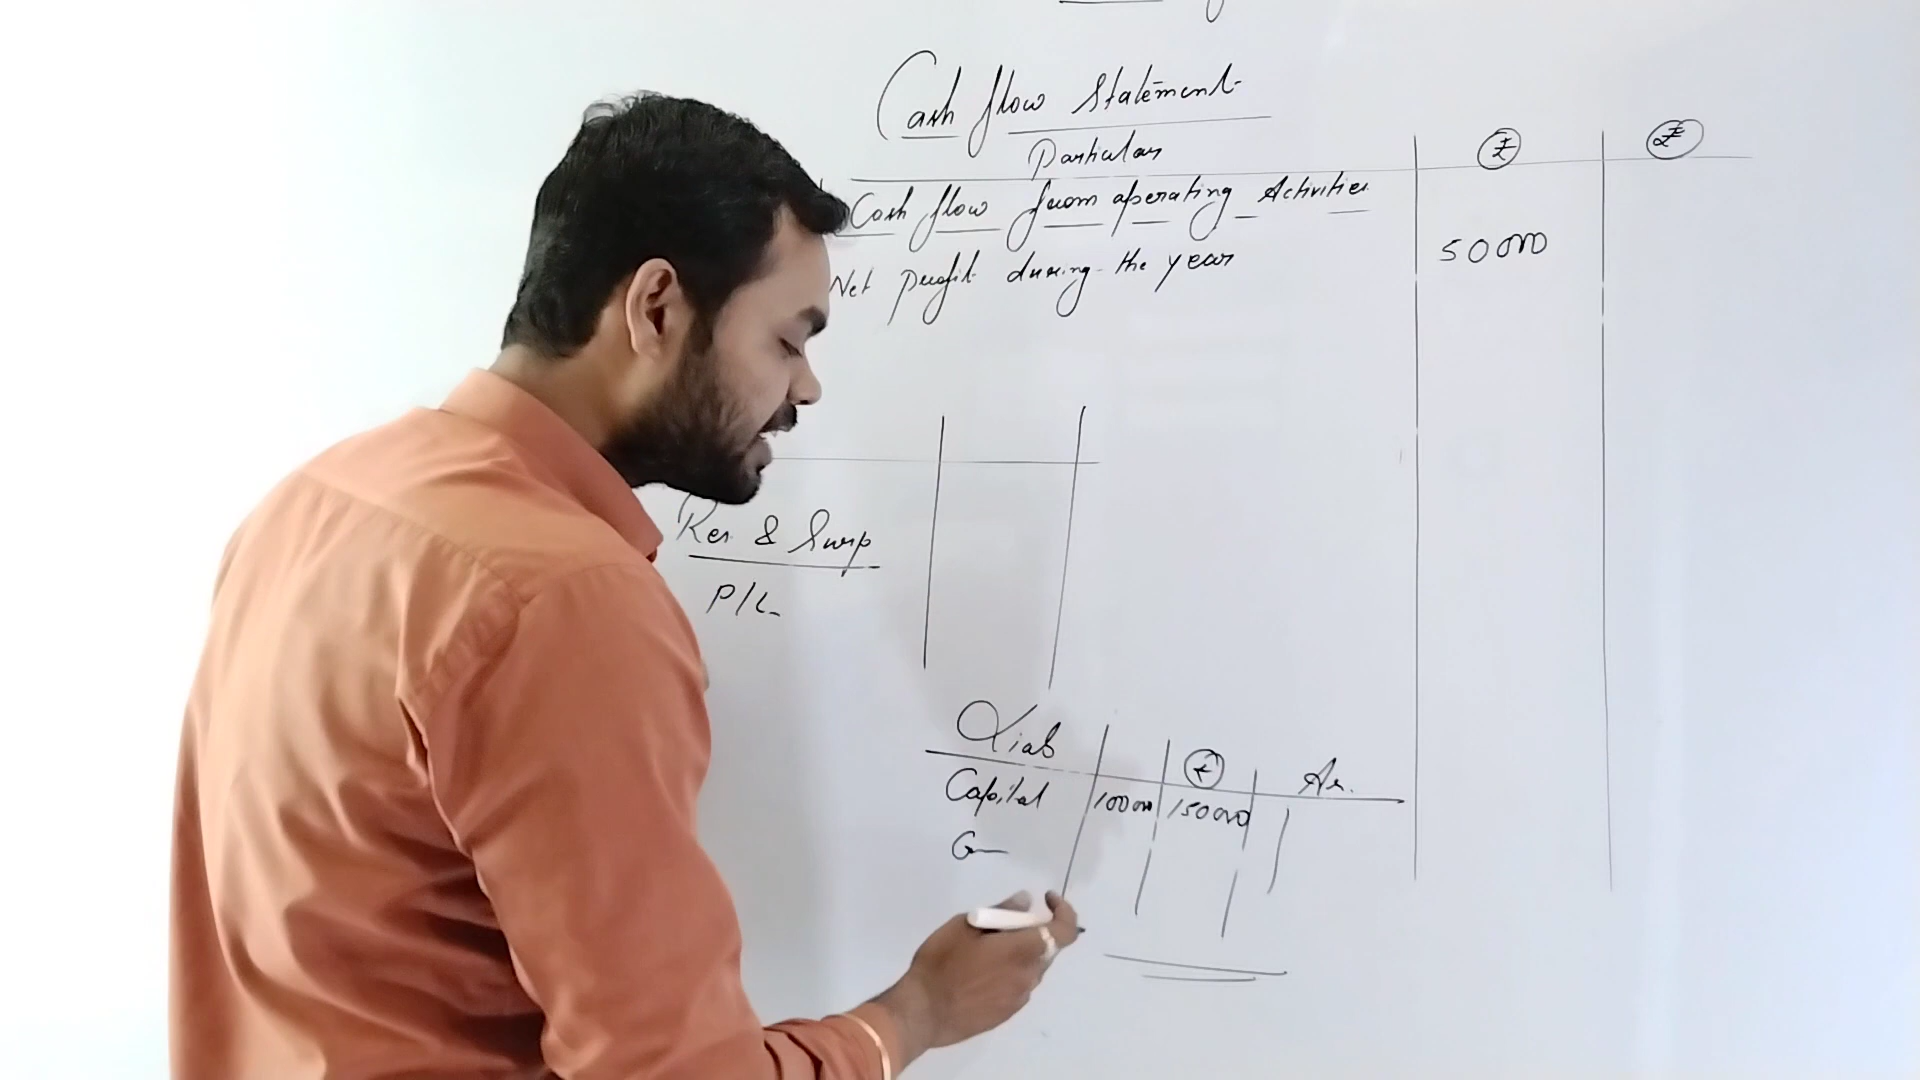 Cash flow Statement
Particulars ₹ ₹
Cash flow from operating Activities
Net profit during the year 50000
Res & Surp
P/L
Liab ₹ As.
Capital 10000 15000
G